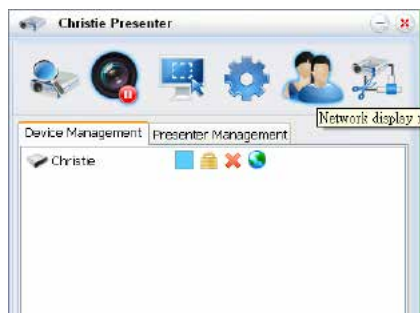 Christie Presenter
Network display
Device Management
Presenter Management
Christie